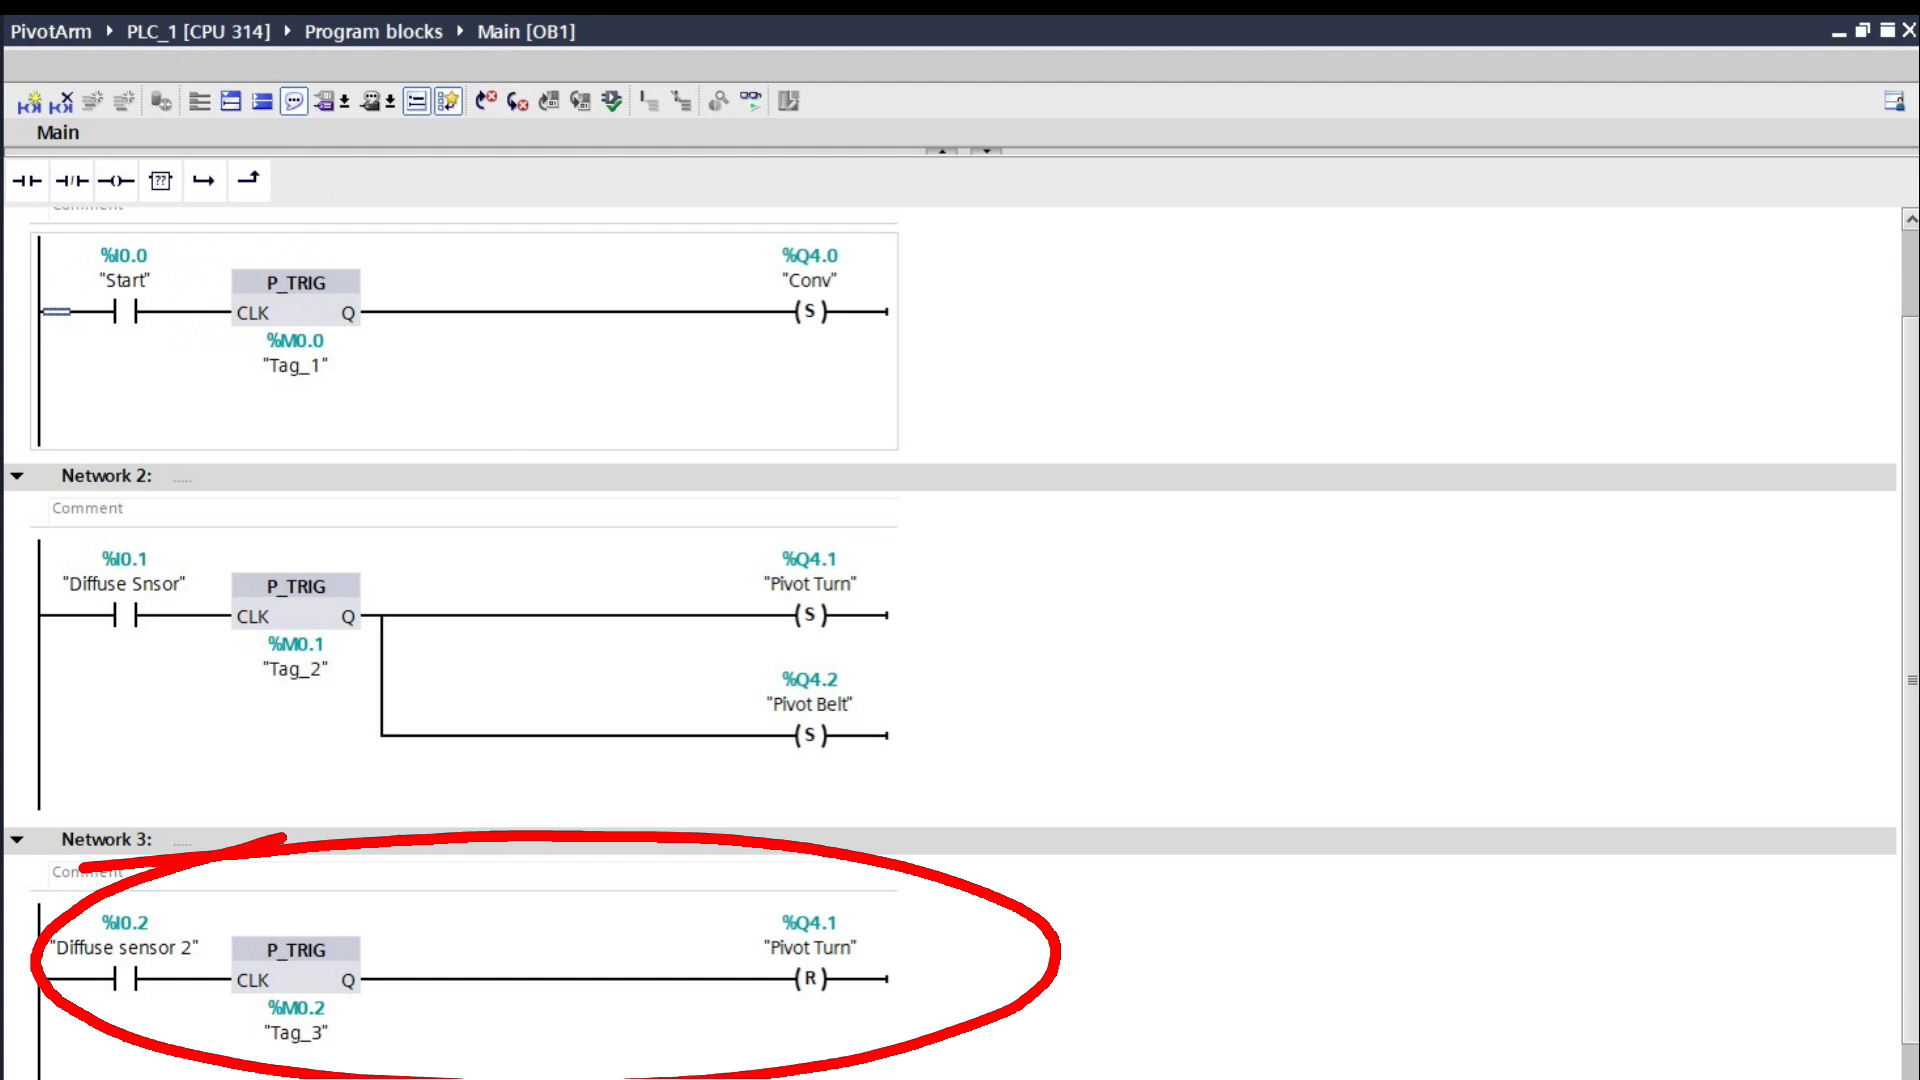 PivotArm PLC_1 [CPU 314] Program blocks Main [OB1]
Main
??
Comment
%I0.0
"Start"
P_TRIG
CLK Q
%M0.0
"Tag_1"
%Q4.0
"Conv"
( S )
Network 2: .....
Comment
%I0.1
"Diffuse Snsor"
P_TRIG
CLK Q
%M0.1
"Tag_2"
%Q4.1
"Pivot Turn"
( S )
%Q4.2
"Pivot Belt"
( S )
Network 3: .....
Comment
%I0.2
"Diffuse sensor 2"
P_TRIG
CLK Q
%M0.2
"Tag_3"
%Q4.1
"Pivot Turn"
( R )